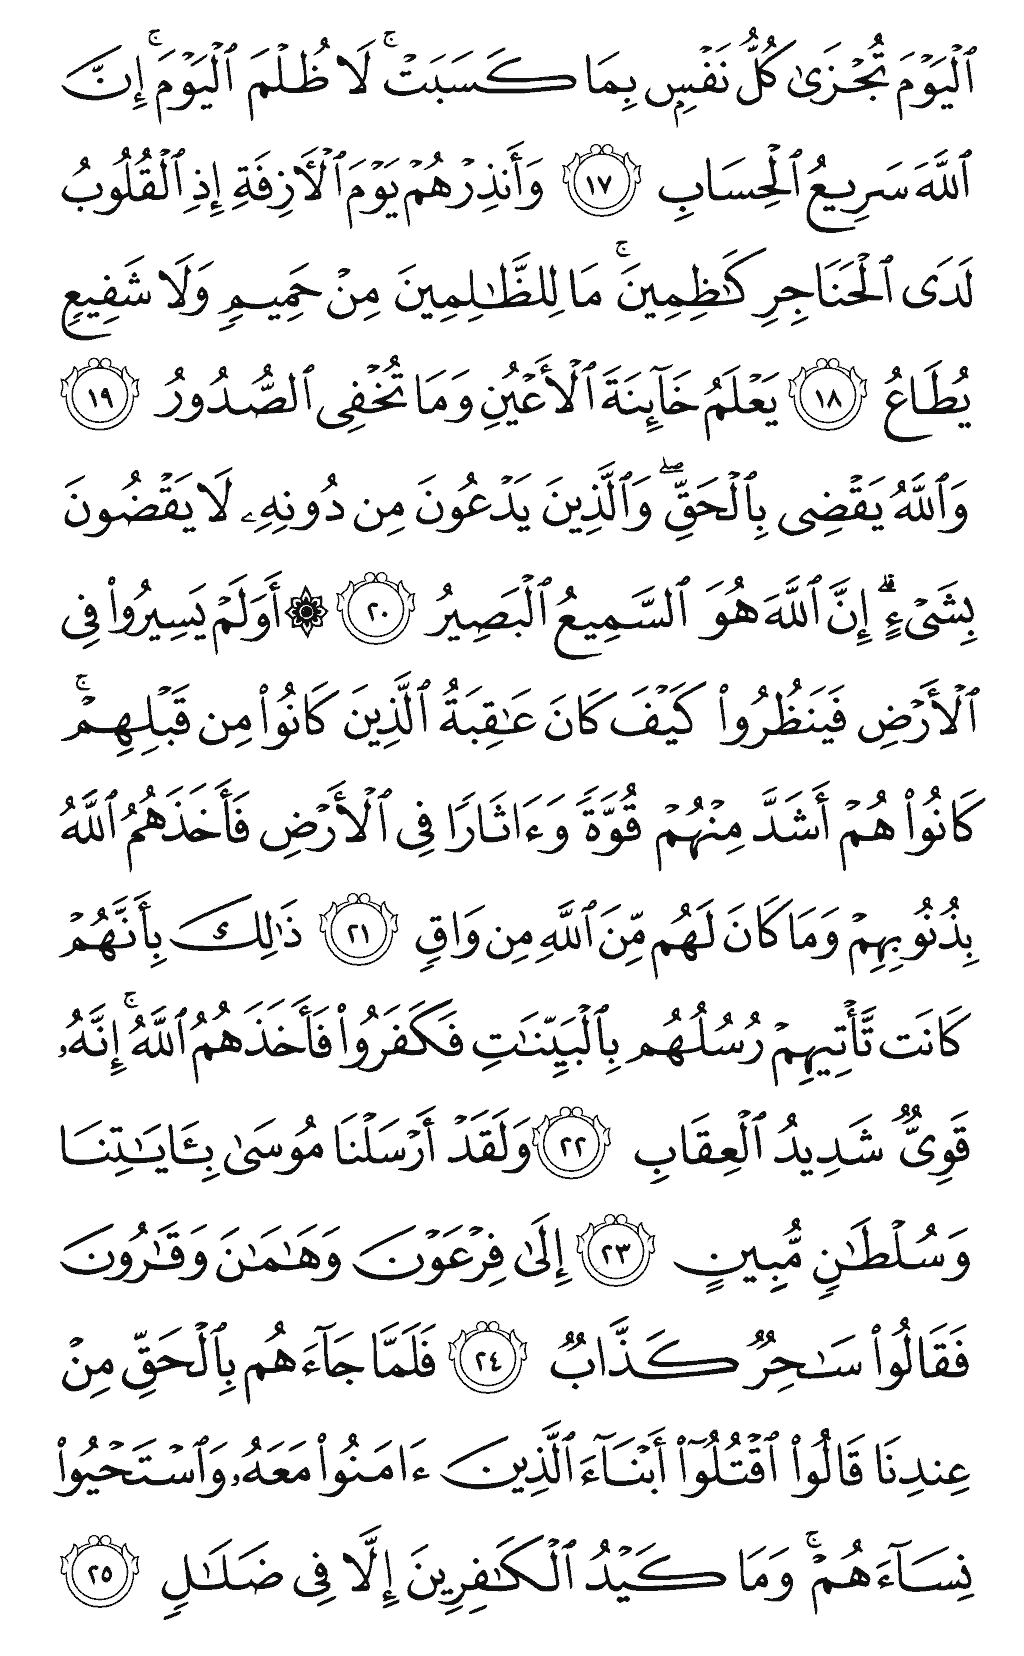 ٱلْيَوْمَ تُجْزَىٰ كُلُّ نَفْسٍۭ بِمَا كَسَبَتْ ۚ لَا ظُلْمَ ٱلْيَوْمَ ۚ إِنَّ
ٱللَّهَ سَرِيعُ ٱلْحِسَابِ ١٧ وَأَنذِرْهُمْ يَوْمَ ٱلْـَٔازِفَةِ إِذِ ٱلْقُلُوبُ
لَدَى ٱلْحَنَاجِرِ كَـٰظِمِينَ ۚ مَا لِلظَّـٰلِمِينَ مِنْ حَمِيمٍ وَلَا شَفِيعٍ
يُطَاعُ ١٨ يَعْلَمُ خَآئِنَةَ ٱلْأَعْيُنِ وَمَا تُخْفِى ٱلصُّدُورُ ١٩
وَٱللَّهُ يَقْضِى بِٱلْحَقِّ ۖ وَٱلَّذِينَ يَدْعُونَ مِن دُونِهِۦ لَا يَقْضُونَ
بِشَىْءٍ ۗ إِنَّ ٱللَّهَ هُوَ ٱلسَّمِيعُ ٱلْبَصِيرُ ٢٠ ۞ أَوَلَمْ يَسِيرُوا۟ فِى
ٱلْأَرْضِ فَيَنظُرُوا۟ كَيْفَ كَانَ عَـٰقِبَةُ ٱلَّذِينَ كَانُوا۟ مِن قَبْلِهِمْ ۚ
كَانُوا۟ هُمْ أَشَدَّ مِنْهُمْ قُوَّةً وَءَاثَارًا فِى ٱلْأَرْضِ فَأَخَذَهُمُ ٱللَّهُ
بِذُنُوبِهِمْ وَمَا كَانَ لَهُم مِّنَ ٱللَّهِ مِن وَاقٍ ٢١ ذَٰلِكَ بِأَنَّهُمْ
كَانَت تَّأْتِيهِمْ رُسُلُهُم بِٱلْبَيِّنَـٰتِ فَكَفَرُوا۟ فَأَخَذَهُمُ ٱللَّهُ ۚ إِنَّهُۥ
قَوِىٌّ شَدِيدُ ٱلْعِقَابِ ٢٢ وَلَقَدْ أَرْسَلْنَا مُوسَىٰ بِـَٔايَـٰتِنَا
وَسُلْطَـٰنٍ مُّبِينٍ ٢٣ إِلَىٰ فِرْعَوْنَ وَهَـٰمَـٰنَ وَقَـٰرُونَ
فَقَالُوا۟ سَـٰحِرٌ كَذَّابٌ ٢٤ فَلَمَّا جَآءَهُم بِٱلْحَقِّ مِنْ
عِندِنَا قَالُوا۟ ٱقْتُلُوٓا۟ أَبْنَآءَ ٱلَّذِينَ ءَامَنُوا۟ مَعَهُۥ وَٱسْتَحْيُوا۟
نِسَآءَهُمْ ۚ وَمَا كَيْدُ ٱلْكَـٰفِرِينَ إِلَّا فِى ضَلَـٰلٍ ٢٥